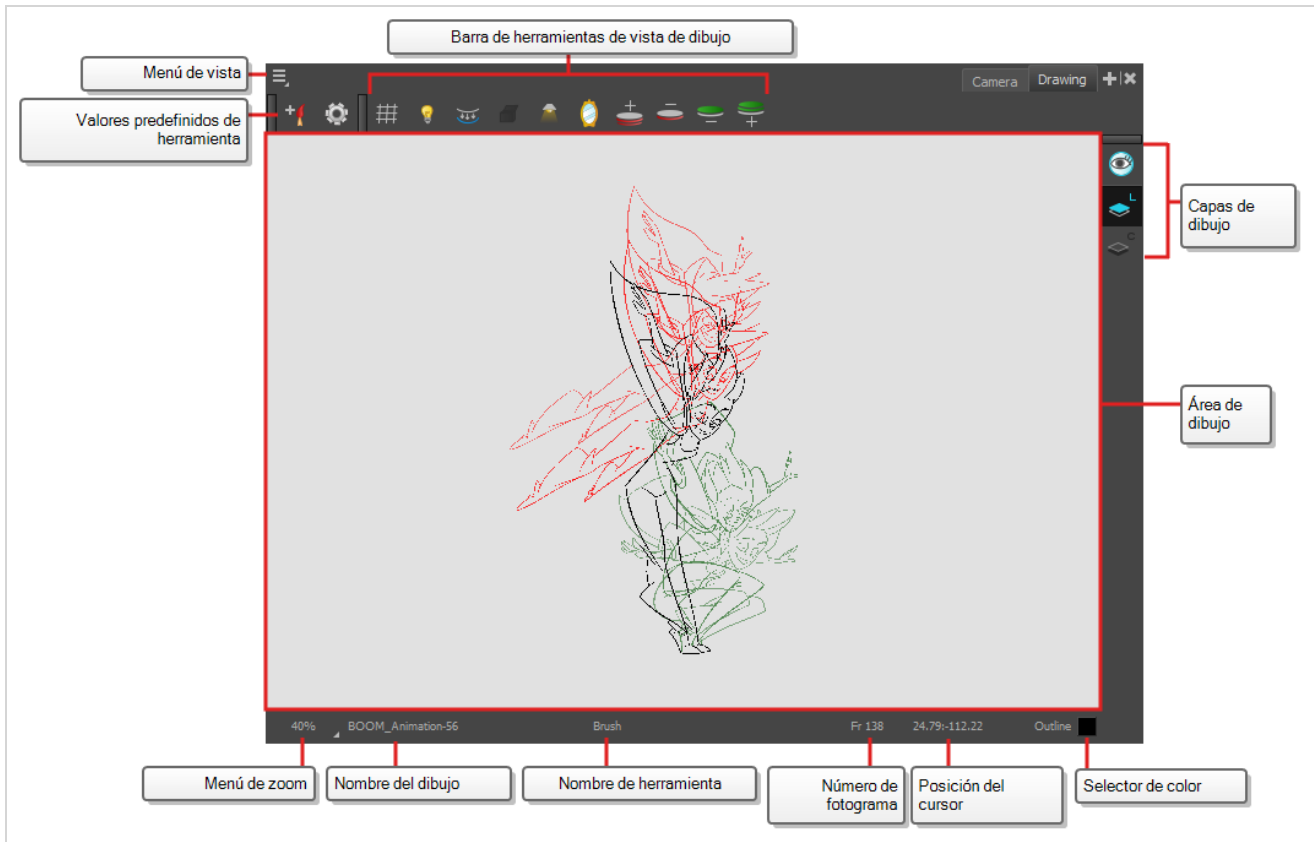 Barra de herramientas de vista de dibujo
Menú de vista
Camera
Drawing
Valores predefinidos de
herramienta
L
C
Capas de
dibujo
Área de
dibujo
40%
BOOM_Animation-56
Brush
Fr 138
24.79:-112.22
Outline
Menú de zoom
Nombre del dibujo
Nombre de herramienta
Número de
fotograma
Posición del
cursor
Selector de color